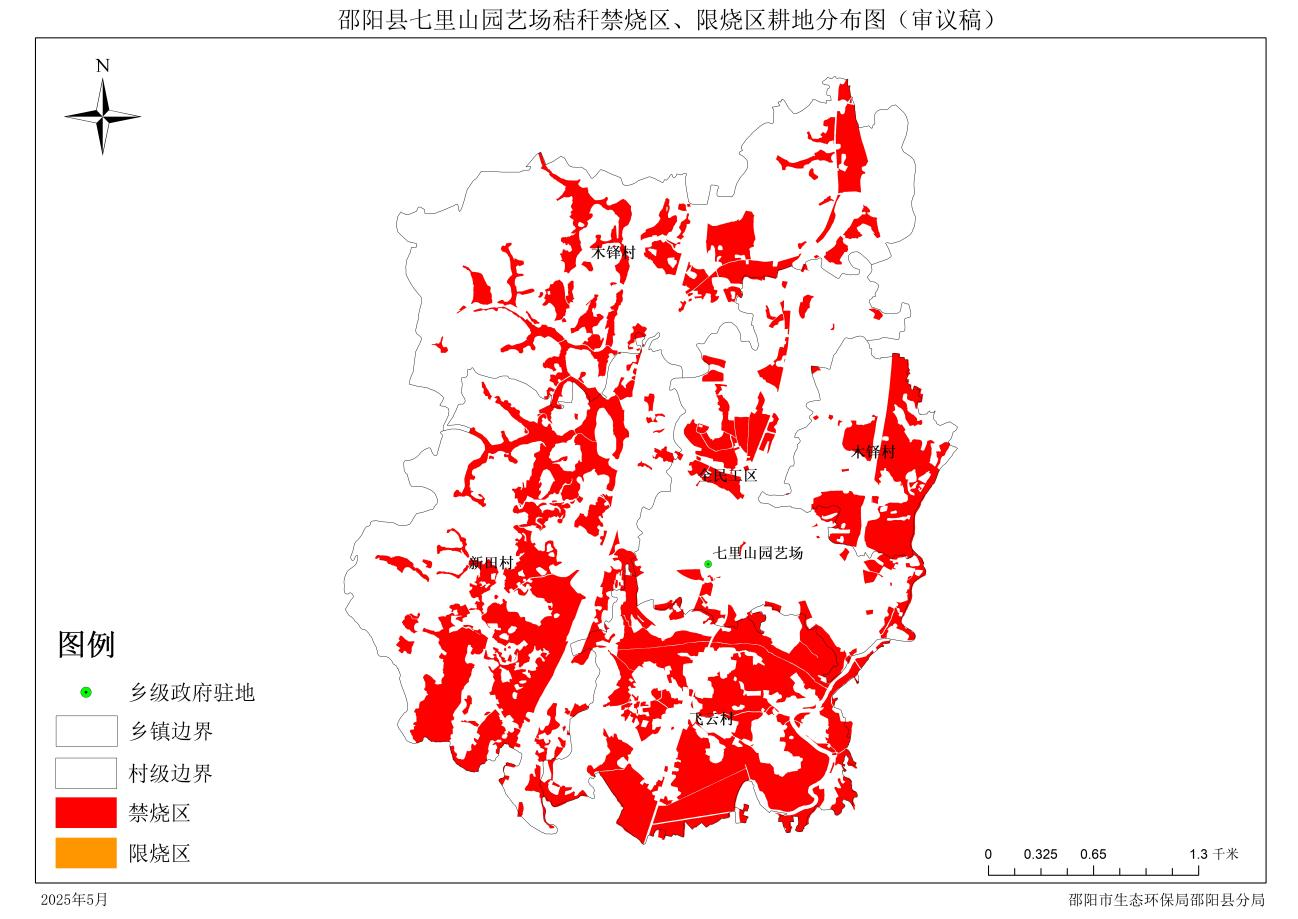 邵阳县七里山园艺场秸秆禁烧区、限烧区耕地分布图（审议稿）
N
木铎村
木铎村
全民工区
七里山园艺场
新田村
飞云村
图例
乡级政府驻地
乡镇边界
村级边界
禁烧区
限烧区
0 0.325 0.65 1.3 千米
2025年5月
邵阳市生态环保局邵阳县分局